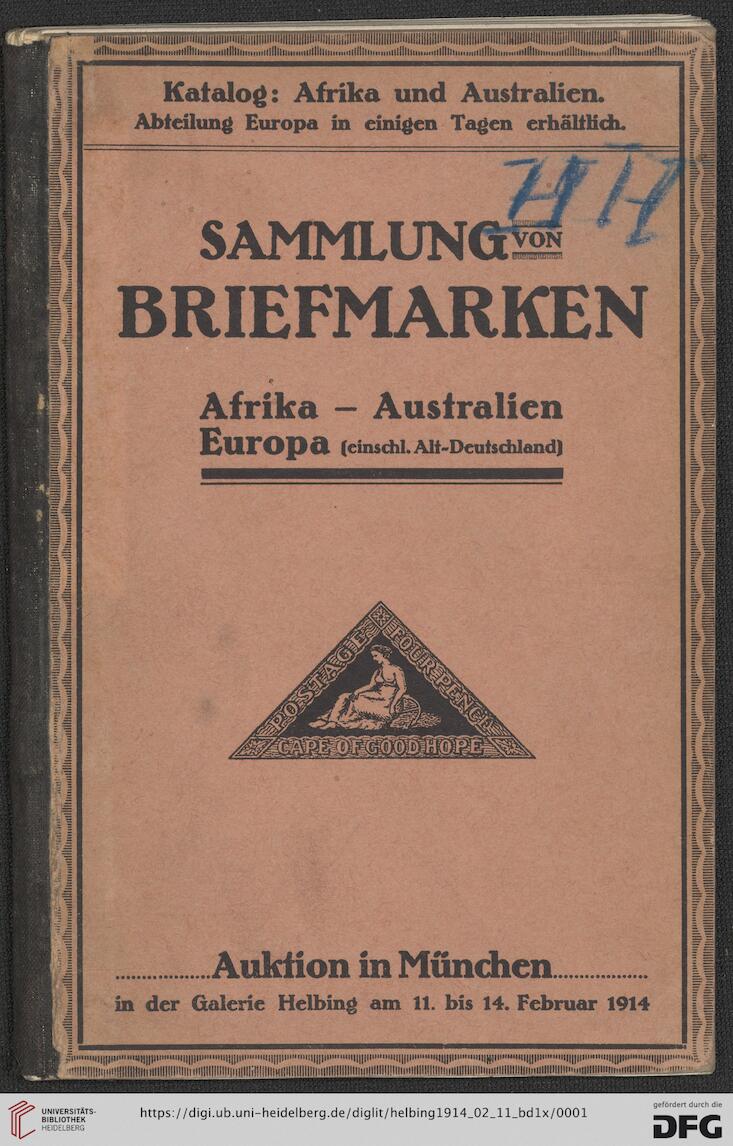 Katalog: Afrika und Australien.
Abteilung Europa in einigen Tagen erhältlich.
HH
SAMMLUNG VON
BRIEFMARKEN
Afrika – Australien
Europa (einschl. Alt-Deutschland)
POSTAGE FOUR PENCE
CAPE OF GOOD HOPE
Auktion in München
in der Galerie Helbing am 11. bis 14. Februar 1914
UNIVERSITÄTS-
BIBLIOTHEK
HEIDELBERG
https://digi.ub.uni-heidelberg.de/diglit/helbing1914_02_11_bd1x/0001
gefördert durch die
DFG